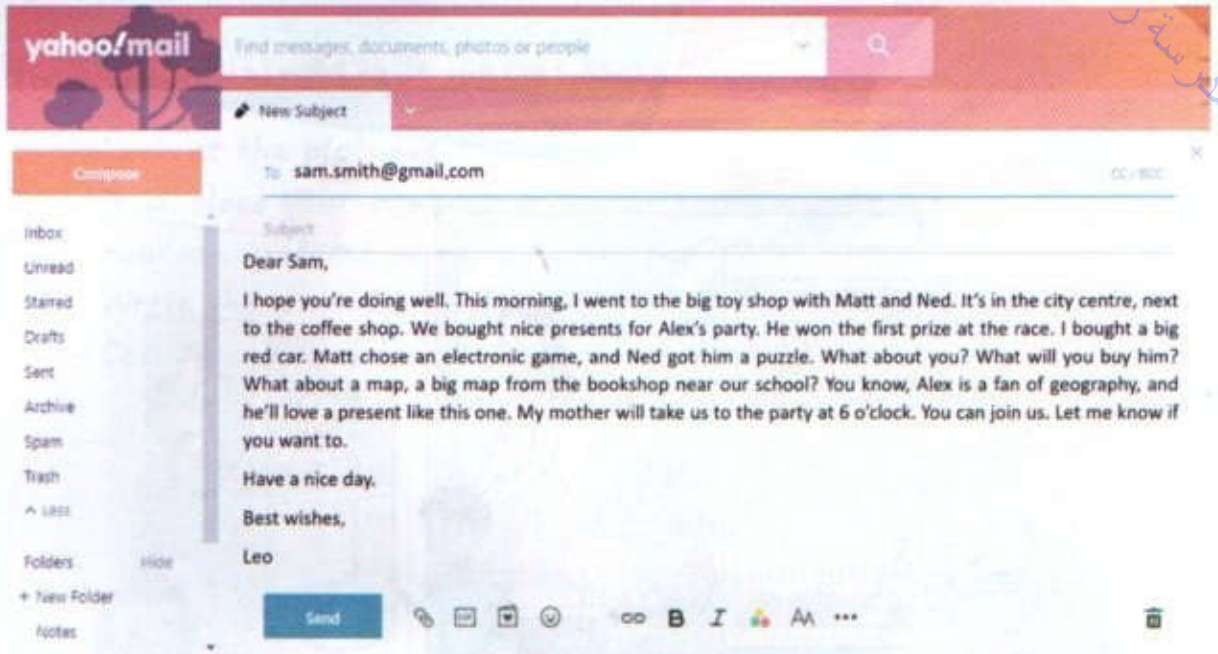 yahoo!mail
Find messages, documents, photos or people
New Subject
Compose
To sam.smith@gmail,com
CC / BCC
Subject
Inbox
Unread
Starred
Drafts
Sent
Archive
Spam
Trash
Less
Folders Hide
+ New Folder
Notes
Dear Sam,
I hope you're doing well. This morning, I went to the big toy shop with Matt and Ned. It's in the city centre, next
to the coffee shop. We bought nice presents for Alex's party. He won the first prize at the race. I bought a big
red car. Matt chose an electronic game, and Ned got him a puzzle. What about you? What will you buy him?
What about a map, a big map from the bookshop near our school? You know, Alex is a fan of geography, and
he'll love a present like this one. My mother will take us to the party at 6 o'clock. You can join us. Let me know if
you want to.
Have a nice day.
Best wishes,
Leo
Send
B I AA